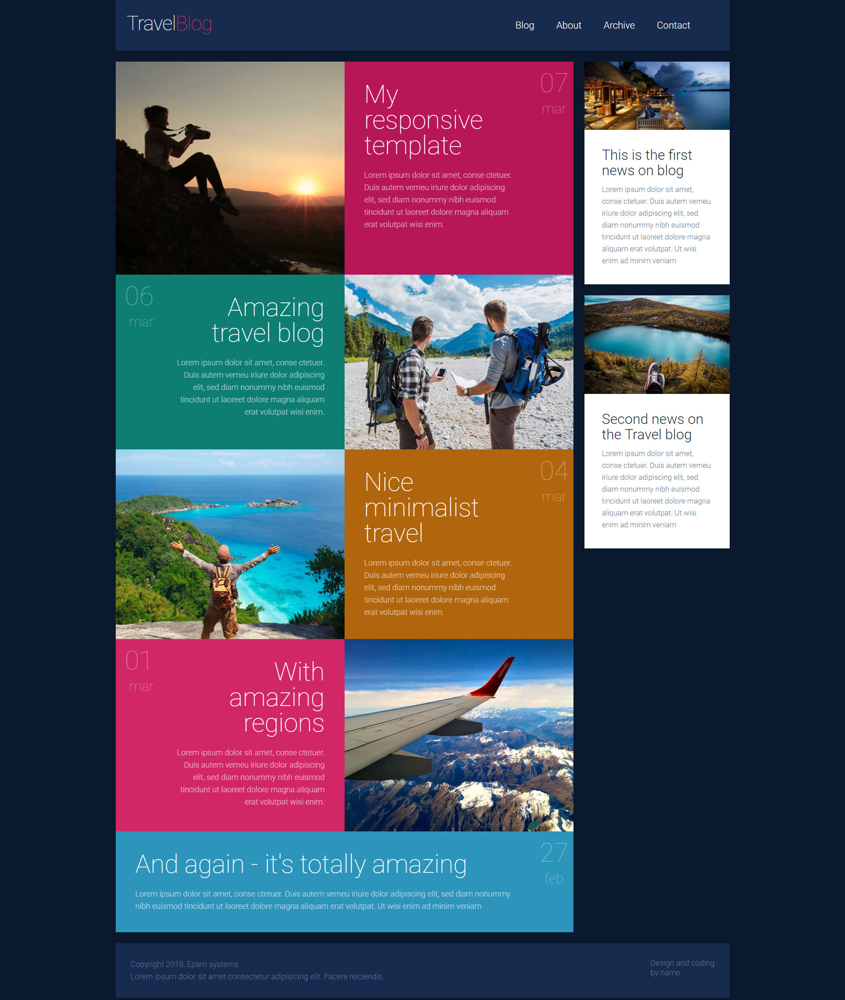 TravelBlog
Blog About Archive Contact
My
responsive
template
07
mar
Lorem ipsum dolor sit amet, conse ctetuer.
Duis autem vemeu iriure dolor adipiscing
elit, sed diam nonummy nibh euismod
tincidunt ut laoreet dolore magna aliquam
erat volutpat wisi enim.
06
mar
Amazing
travel blog
Lorem ipsum dolor sit amet, conse ctetuer.
Duis autem vemeu iriure dolor adipiscing
elit, sed diam nonummy nibh euismod
tincidunt ut laoreet dolore magna aliquam
erat volutpat wisi enim.
Nice
minimalist
travel
04
mar
Lorem ipsum dolor sit amet, conse ctetuer.
Duis autem vemeu iriure dolor adipiscing
elit, sed diam nonummy nibh euismod
tincidunt ut laoreet dolore magna aliquam
erat volutpat wisi enim.
01
mar
With
amazing
regions
Lorem ipsum dolor sit amet, conse ctetuer.
Duis autem vemeu iriure dolor adipiscing
elit, sed diam nonummy nibh euismod
tincidunt ut laoreet dolore magna aliquam
erat volutpat wisi enim.
helvetic
And again - it's totally amazing
27
feb
Lorem ipsum dolor sit amet, conse ctetuer. Duis autem vemeu iriure dolor adipiscing elit, sed diam nonummy
nibh euismod tincidunt ut laoreet dolore magna aliquam erat volutpat. Ut wisi enim ad minim veniam
This is the first
news on blog
Lorem ipsum dolor sit amet,
conse ctetuer. Duis autem vemeu
iriure dolor adipiscing elit, sed
diam nonummy nibh euismod
tincidunt ut laoreet dolore magna
aliquam erat volutpat. Ut wisi
enim ad minim veniam
Second news on
the Travel blog
Lorem ipsum dolor sit amet,
conse ctetuer. Duis autem vemeu
iriure dolor adipiscing elit, sed
diam nonummy nibh euismod
tincidunt ut laoreet dolore magna
aliquam erat volutpat. Ut wisi
enim ad minim veniam
Copyright 2018, Epam systems
Lorem ipsum dolor sit amet consectetur adipisicing elit. Facere reiciendis.
Design and coding
by name